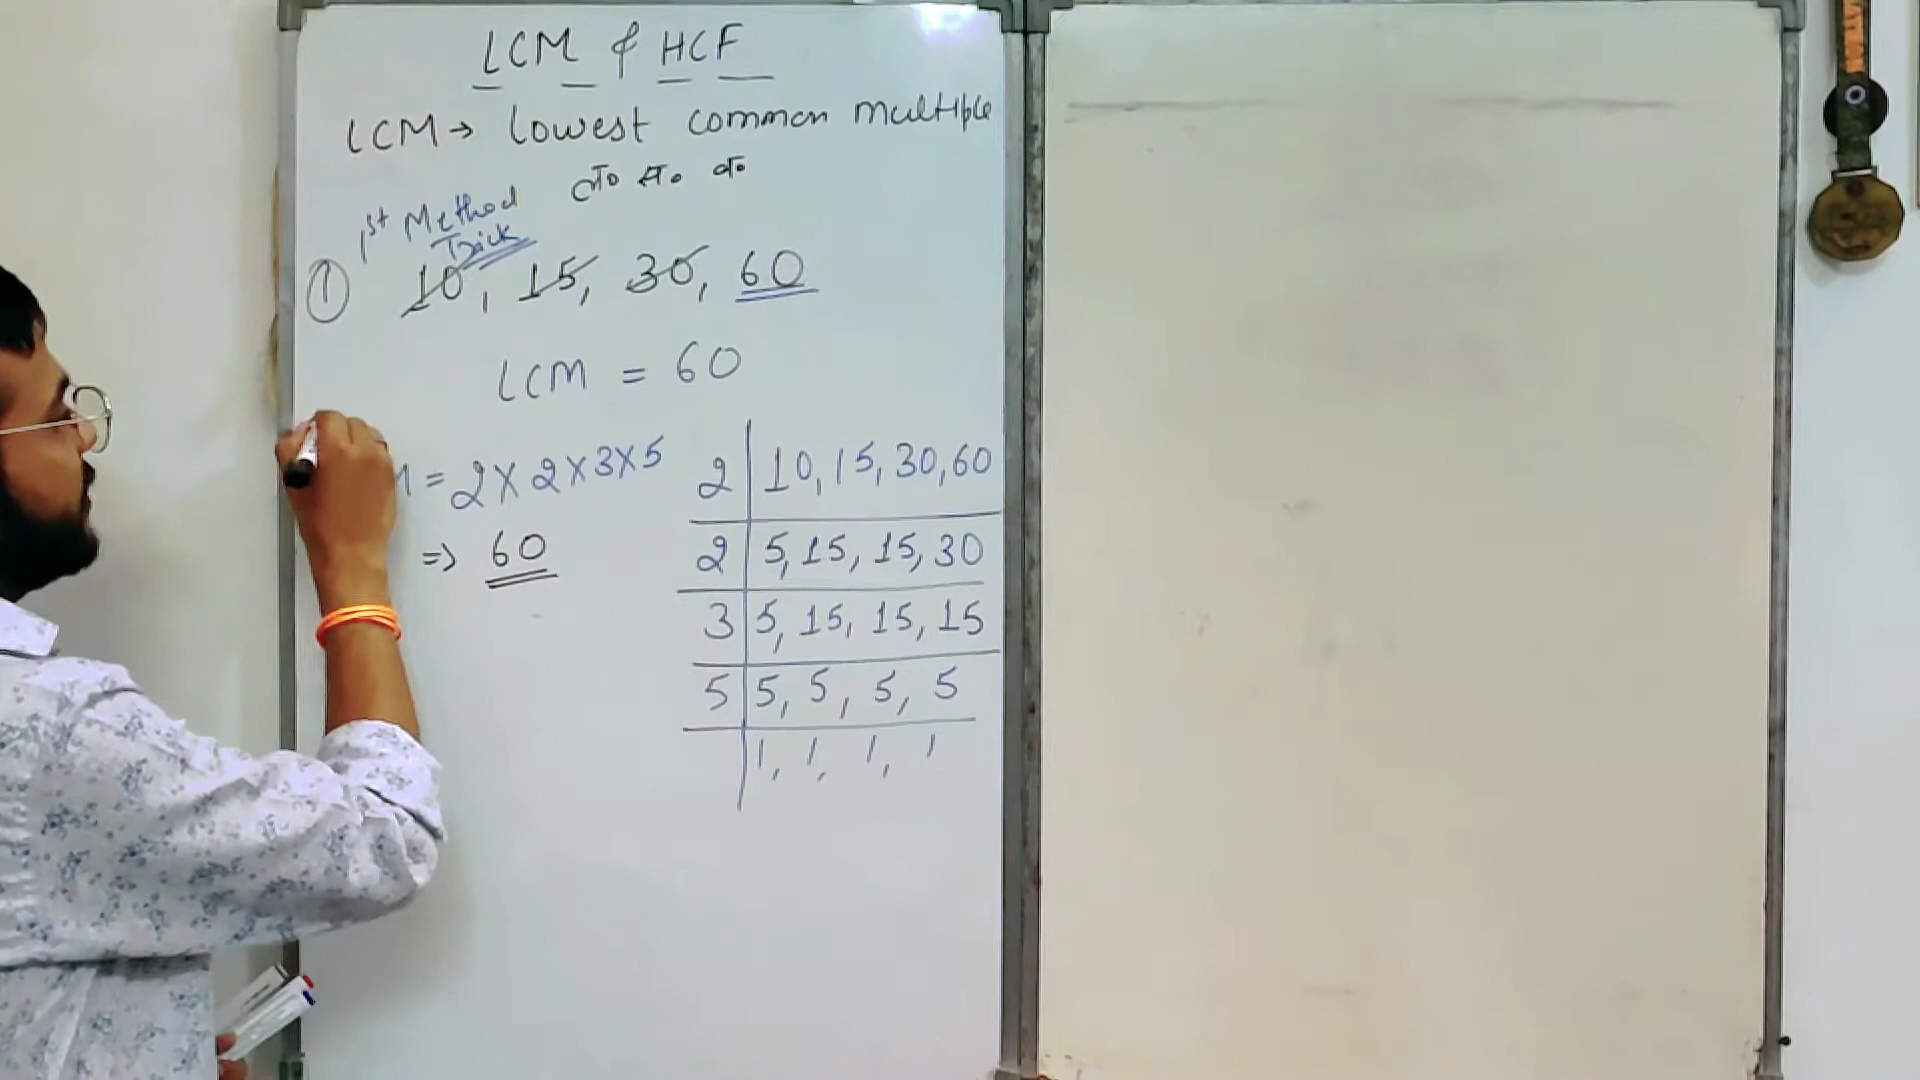 LCM & HCF
LCM → Lowest common multiple
ल० स० व०
1st Method
Trick
① 10, 15, 30, 60
LCM = 60
= 2 X 2 X 3 X 5
=> 60
2 | 10, 15, 30, 60
2 | 5, 15, 15, 30
3 | 5, 15, 15, 15
5 | 5, 5, 5, 5
| 1, 1, 1, 1